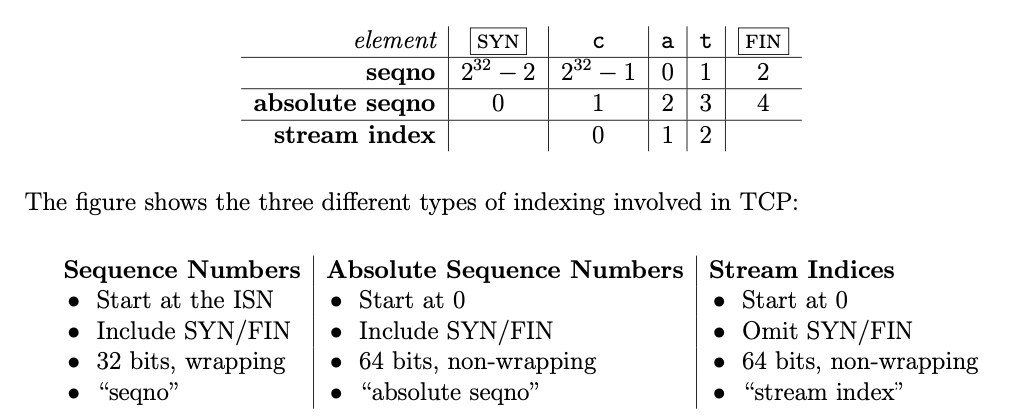 element SYN c a t FIN
seqno 2^32 − 2 2^32 − 1 0 1 2
absolute seqno 0 1 2 3 4
stream index 0 1 2
The figure shows the three different types of indexing involved in TCP:
Sequence Numbers Absolute Sequence Numbers Stream Indices
• Start at the ISN • Start at 0 • Start at 0
• Include SYN/FIN • Include SYN/FIN • Omit SYN/FIN
• 32 bits, wrapping • 64 bits, non-wrapping • 64 bits, non-wrapping
• “seqno” • “absolute seqno” • “stream index”